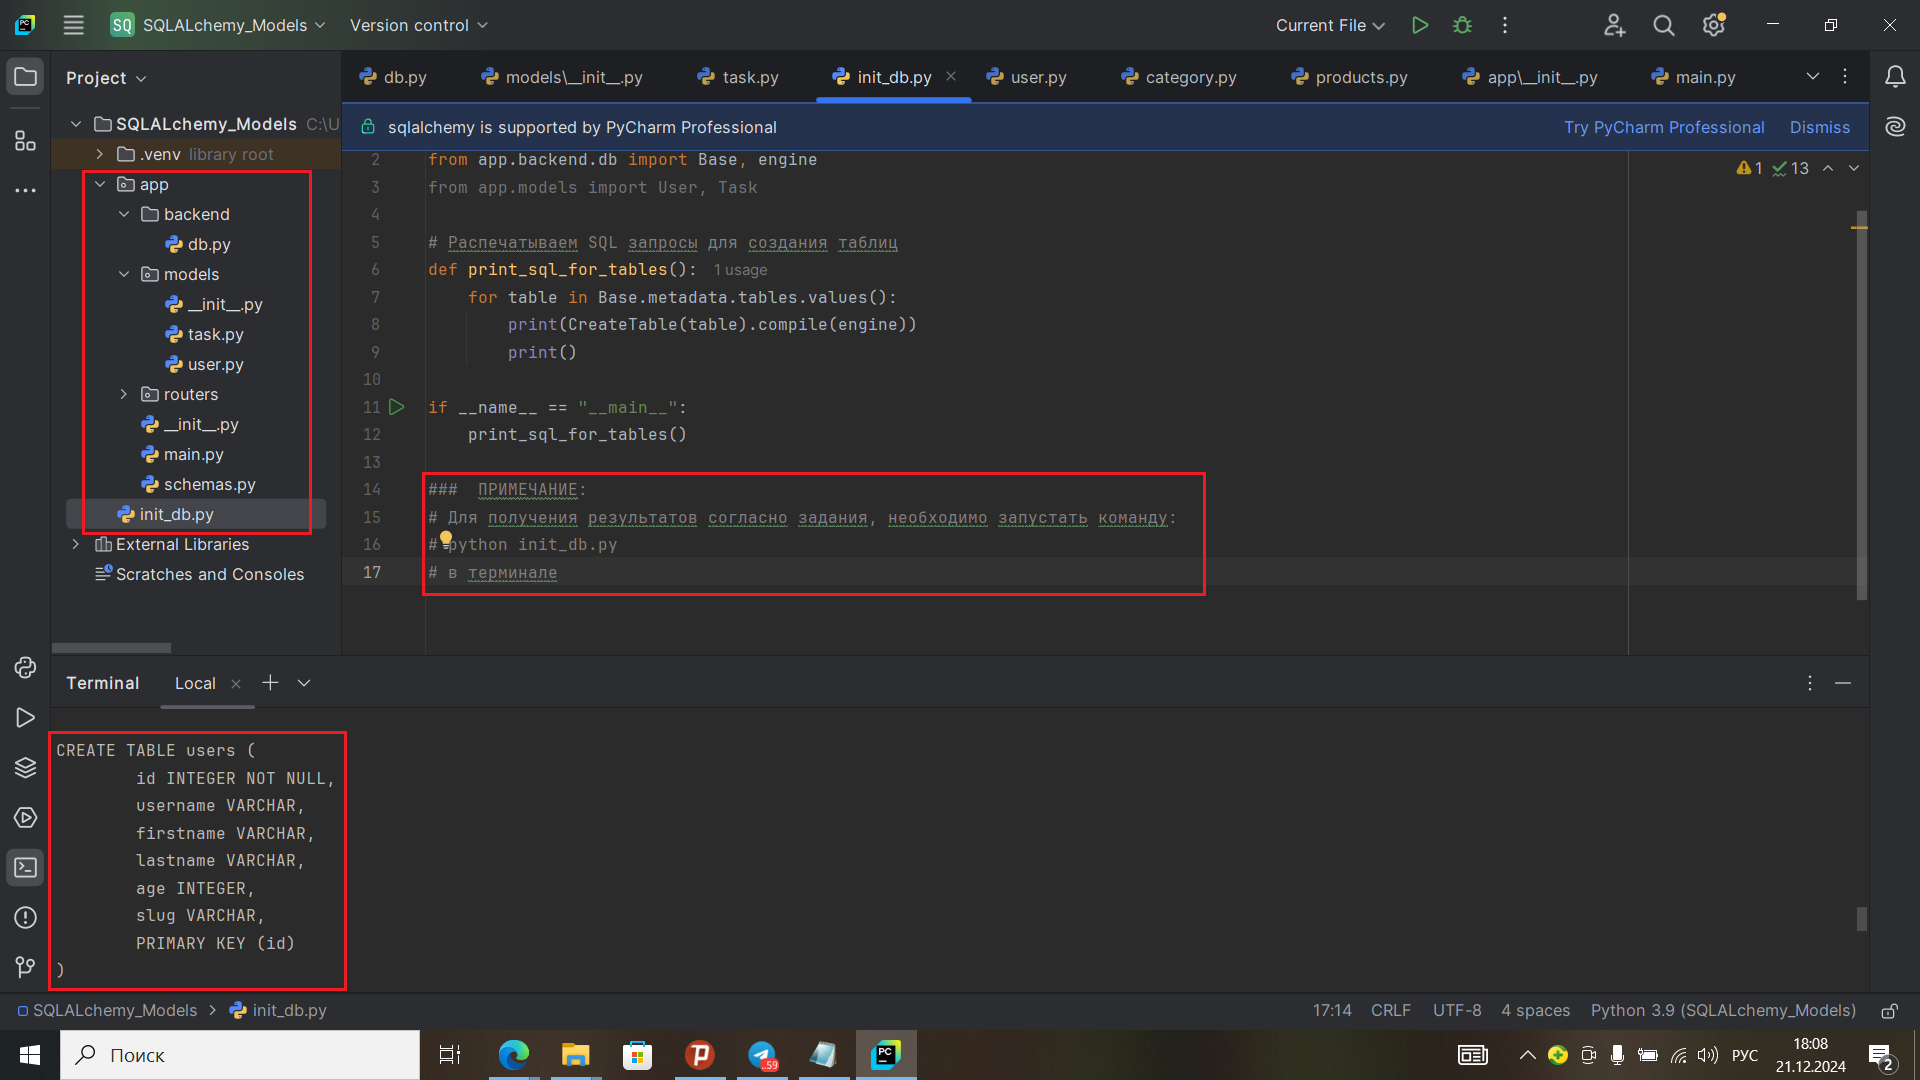 SQ SQLALchemy_Models Version control Current File
Project
db.py models\__init__.py task.py init_db.py user.py category.py products.py app\__init__.py main.py
sqlalchemy is supported by PyCharm Professional Try PyCharm Professional Dismiss
SQLALchemy_Models C:\U
.venv library root
app
backend
db.py
models
__init__.py
task.py
user.py
routers
__init__.py
main.py
schemas.py
init_db.py
External Libraries
Scratches and Consoles
1 13
2 from app.backend.db import Base, engine
3 from app.models import User, Task
4
5 # Распечатываем SQL запросы для создания таблиц
6 def print_sql_for_tables(): 1 usage
7 for table in Base.metadata.tables.values():
8 print(CreateTable(table).compile(engine))
9 print()
10
11 if __name__ == "__main__":
12 print_sql_for_tables()
13
14 ### ПРИМЕЧАНИЕ:
15 # Для получения результатов согласно задания, необходимо запустать команду:
16 # python init_db.py
17 # в терминале
Terminal Local
CREATE TABLE users (
id INTEGER NOT NULL,
username VARCHAR,
firstname VARCHAR,
lastname VARCHAR,
age INTEGER,
slug VARCHAR,
PRIMARY KEY (id)
)
SQLALchemy_Models init_db.py 17:14 CRLF UTF-8 4 spaces Python 3.9 (SQLALchemy_Models)
Поиск
PC
..59
РУС
18:08
21.12.2024
2